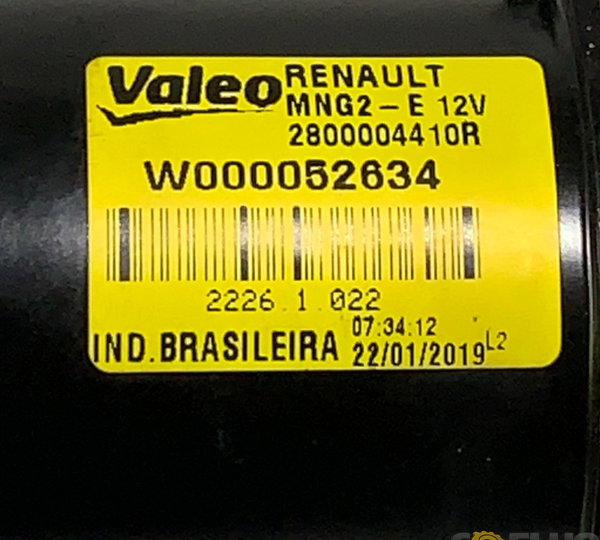 Valeo RENAULT
MNG2-E 12V
2800004410R
W000052634
2226.1.022
IND.BRASILEIRA 07:34:12
22/01/2019 L2